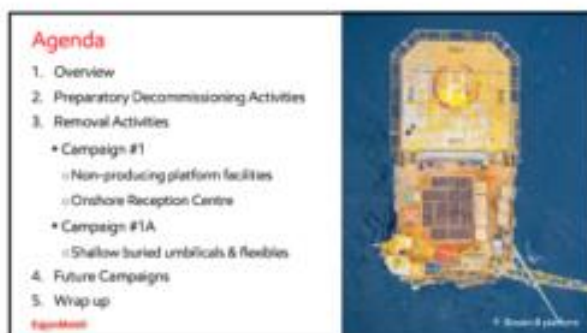 Agenda
1. Overview
2. Preparatory Decommissioning Activities
3. Removal Activities
• Campaign #1
○Non-producing platform facilities
○Onshore Reception Centre
• Campaign #1A
○Shallow buried umbilicals & flexibles
4. Future Campaigns
5. Wrap up
ExxonMobil
platform